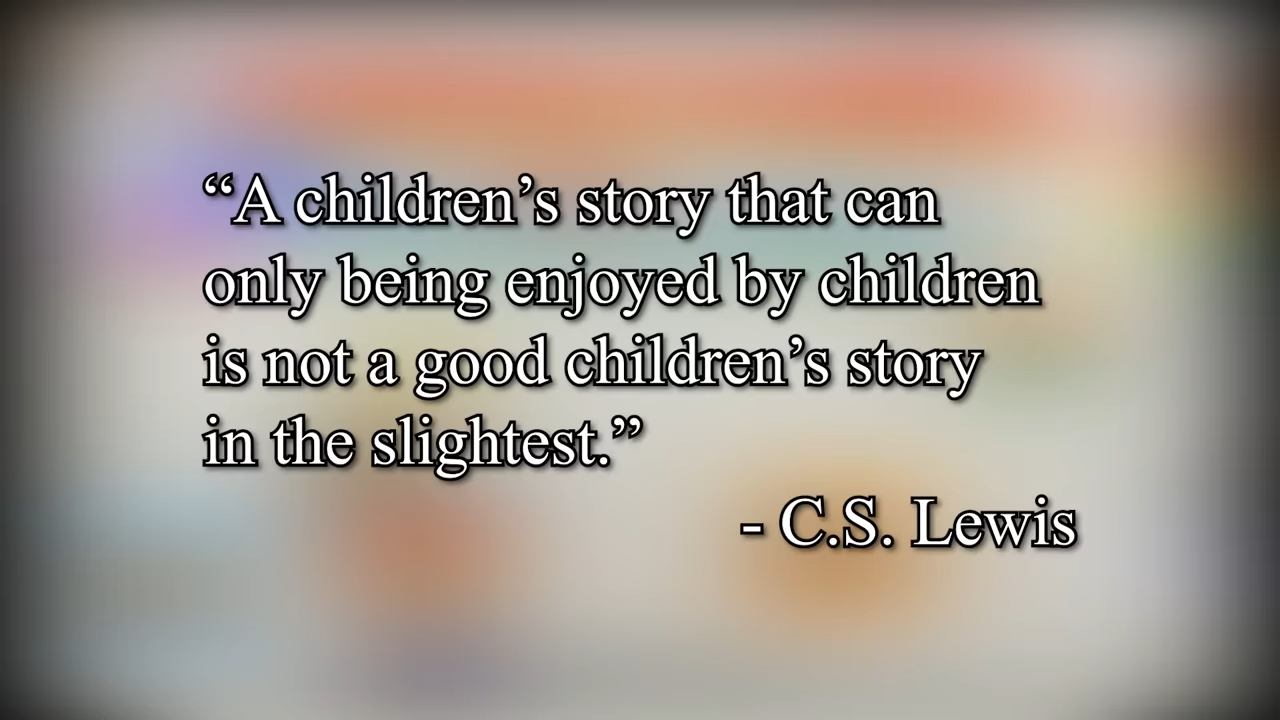 “A children’s story that can
only being enjoyed by children
is not a good children’s story
in the slightest.”
- C.S. Lewis